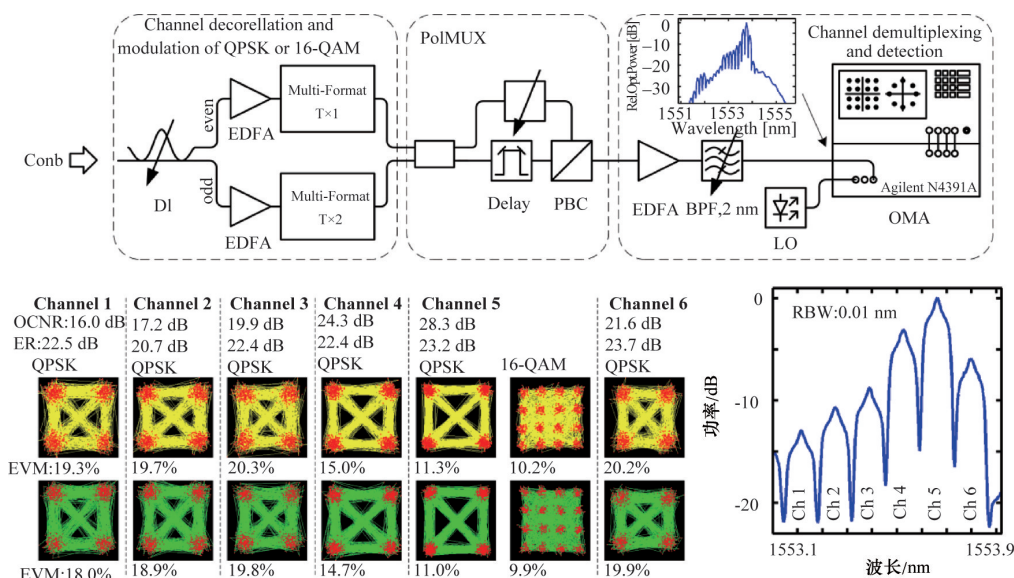 Channel decorellation and
modulation of QPSK or 16-QAM
Conb
DI
even
odd
EDFA
Multi-Format
T×1
EDFA
Multi-Format
T×2
PolMUX
Delay
PBC
Rel.Opt.Power [dB]
0
−10
−20
−30
1551
1553
1555
Wavelength [nm]
Channel demultiplexing
and detection
EDFA
BPF,2 nm
LO
Agilent N4391A
OMA
Channel 1
OCNR:16.0 dB
ER:22.5 dB
QPSK
EVM:19.3%
EVM:18.0%
Channel 2
17.2 dB
20.7 dB
QPSK
19.7%
18.9%
Channel 3
19.9 dB
22.4 dB
QPSK
20.3%
19.8%
Channel 4
24.3 dB
22.4 dB
QPSK
15.0%
14.7%
Channel 5
28.3 dB
23.2 dB
QPSK
16-QAM
11.3%
10.2%
11.0%
9.9%
Channel 6
21.6 dB
23.7 dB
QPSK
20.2%
19.9%
RBW:0.01 nm
功率/dB
0
-10
-20
Ch 1
Ch 2
Ch 3
Ch 4
Ch 5
Ch 6
1553.1
1553.9
波长/nm